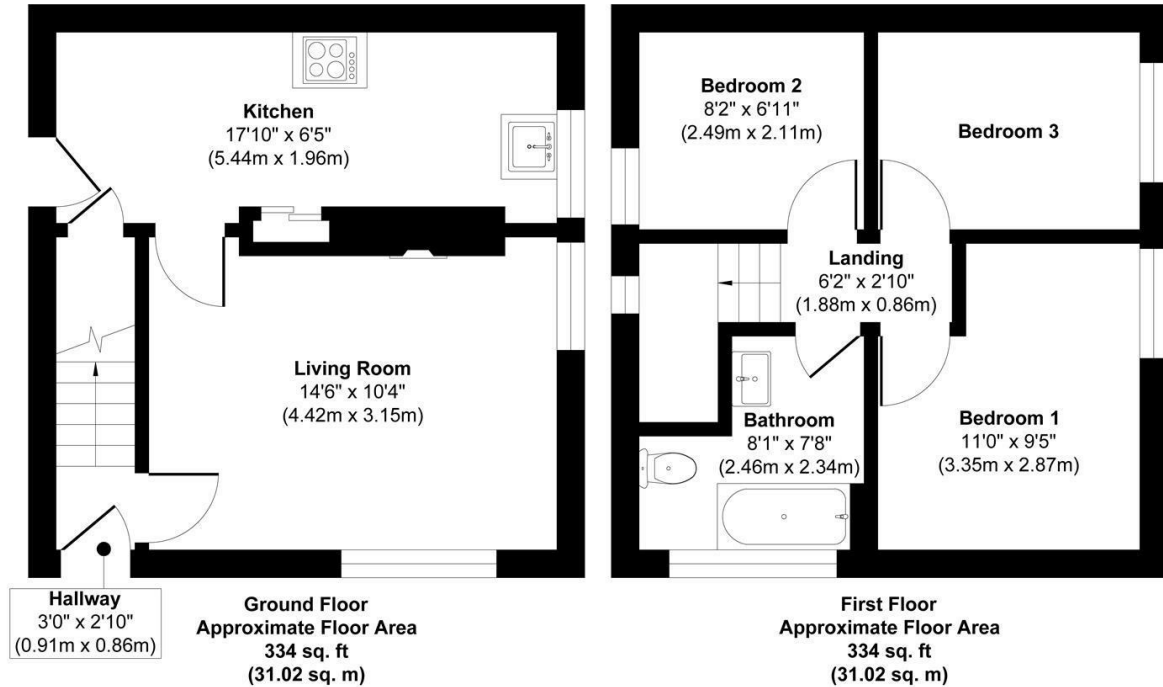 Kitchen
17'10" x 6'5"
(5.44m x 1.96m)
Living Room
14'6" x 10'4"
(4.42m x 3.15m)
Hallway
3'0" x 2'10"
(0.91m x 0.86m)
Ground Floor
Approximate Floor Area
334 sq. ft
(31.02 sq. m)
Bedroom 2
8'2" x 6'11"
(2.49m x 2.11m)
Bedroom 3
Landing
6'2" x 2'10"
(1.88m x 0.86m)
Bathroom
8'1" x 7'8"
(2.46m x 2.34m)
Bedroom 1
11'0" x 9'5"
(3.35m x 2.87m)
First Floor
Approximate Floor Area
334 sq. ft
(31.02 sq. m)